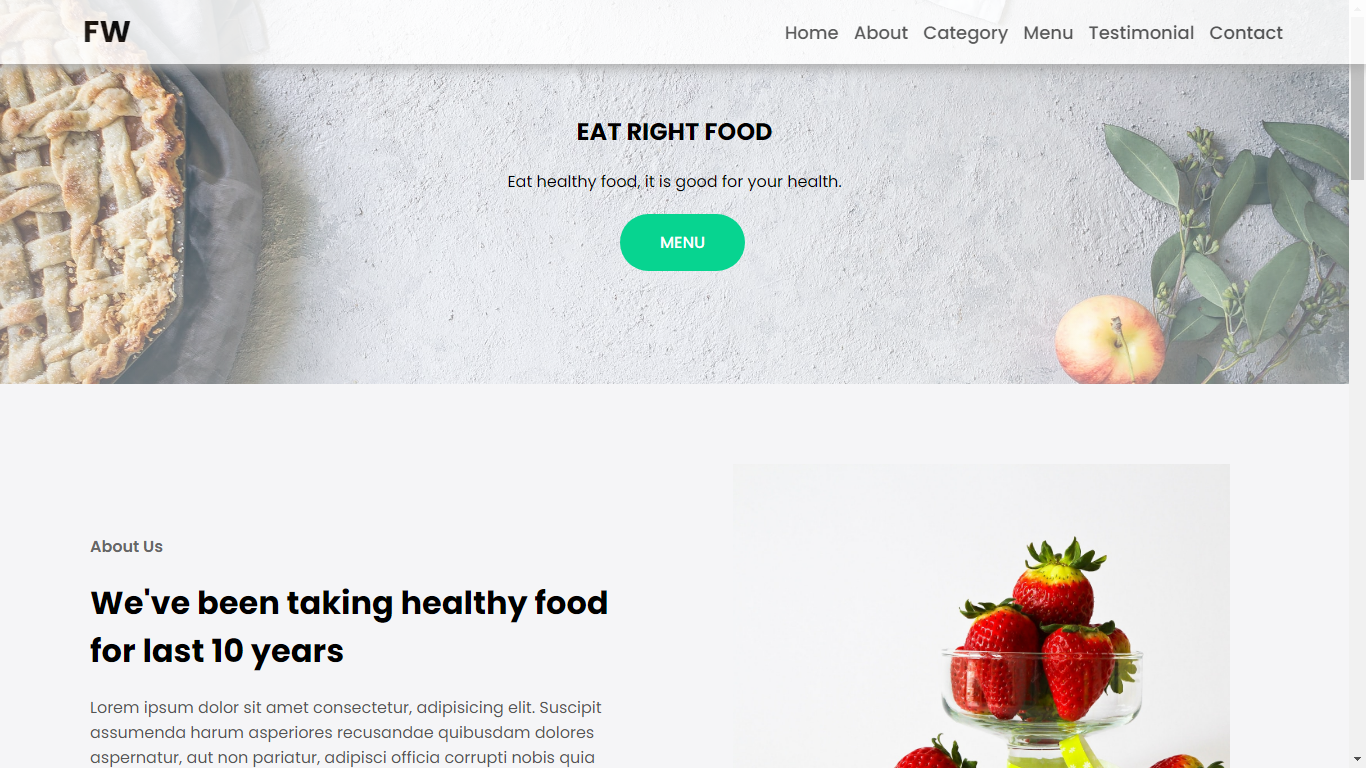 FW
Home About Category Menu Testimonial Contact
EAT RIGHT FOOD
Eat healthy food, it is good for your health.
MENU
About Us
We've been taking healthy food
for last 10 years
Lorem ipsum dolor sit amet consectetur, adipisicing elit. Suscipit
assumenda harum asperiores recusandae quibusdam dolores
aspernatur, aut non pariatur, adipisci officia corrupti nobis quia